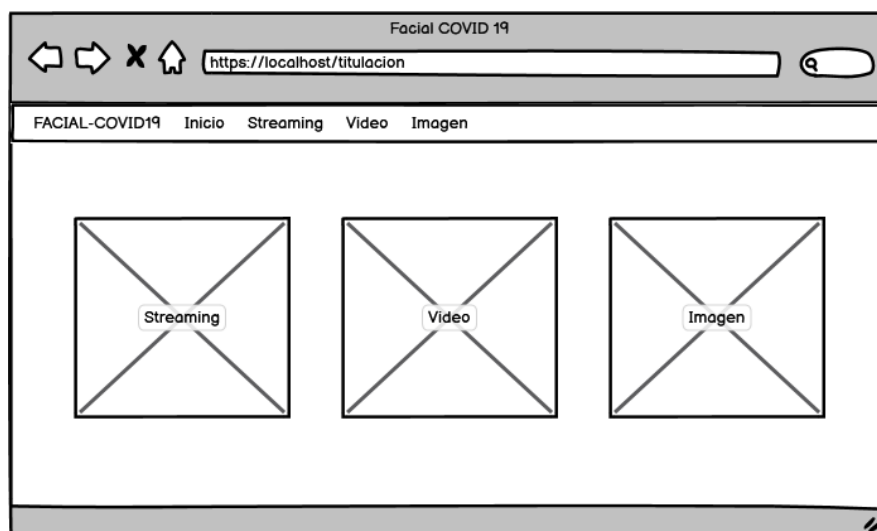 Facial COVID 19
https://localhost/titulacion
FACIAL-COVID19 Inicio Streaming Video Imagen
Streaming Video Imagen